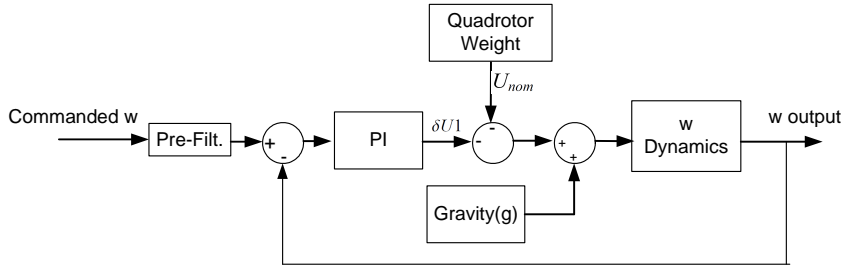 Quadrotor
Weight
U_nom
Commanded w
Pre-Filt.
+
-
PI
δU1
-
-
+
+
w
Dynamics
w output
Gravity(g)